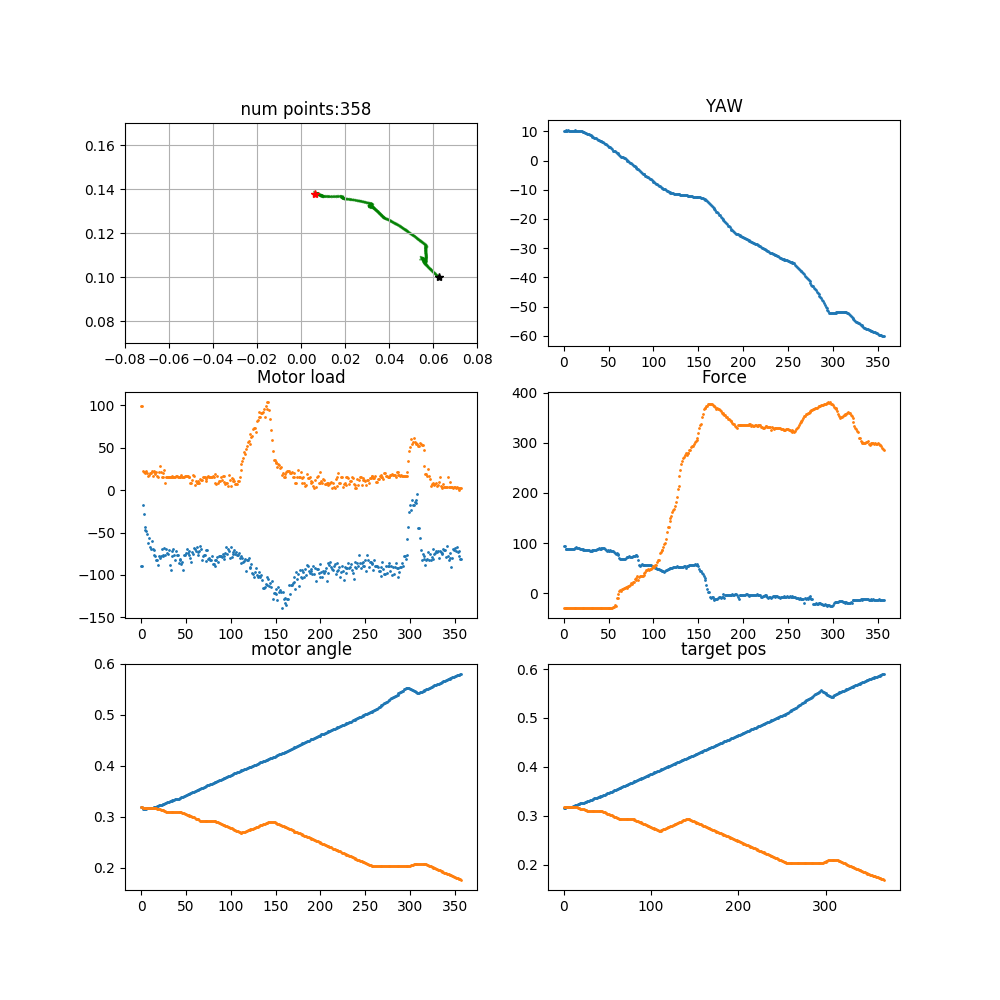 num points:358
0.16
0.14
0.12
0.10
0.08
−0.08 −0.06 −0.04 −0.02 0.00 0.02 0.04 0.06 0.08
YAW
10
0
−10
−20
−30
−40
−50
−60
0 50 100 150 200 250 300 350
Motor load
100
50
0
−50
−100
−150
0 50 100 150 200 250 300 350
Force
400
300
200
100
0
0 50 100 150 200 250 300 350
motor angle
0.6
0.5
0.4
0.3
0.2
0 50 100 150 200 250 300 350
target pos
0.6
0.5
0.4
0.3
0.2
0 100 200 300